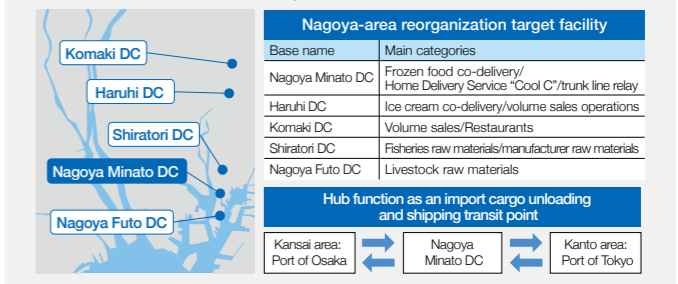 Komaki DC
Haruhi DC
Shiratori DC
Nagoya Minato DC
Nagoya Futo DC
Nagoya-area reorganization target facility
Base name Main categories
Nagoya Minato DC Frozen food co-delivery/
Home Delivery Service “Cool C”/trunk line relay
Haruhi DC Ice cream co-delivery/volume sales operations
Komaki DC Volume sales/Restaurants
Shiratori DC Fisheries raw materials/manufacturer raw materials
Nagoya Futo DC Livestock raw materials
Hub function as an import cargo unloading
and shipping transit point
Kansai area:
Port of Osaka
Nagoya
Minato DC
Kanto area:
Port of Tokyo